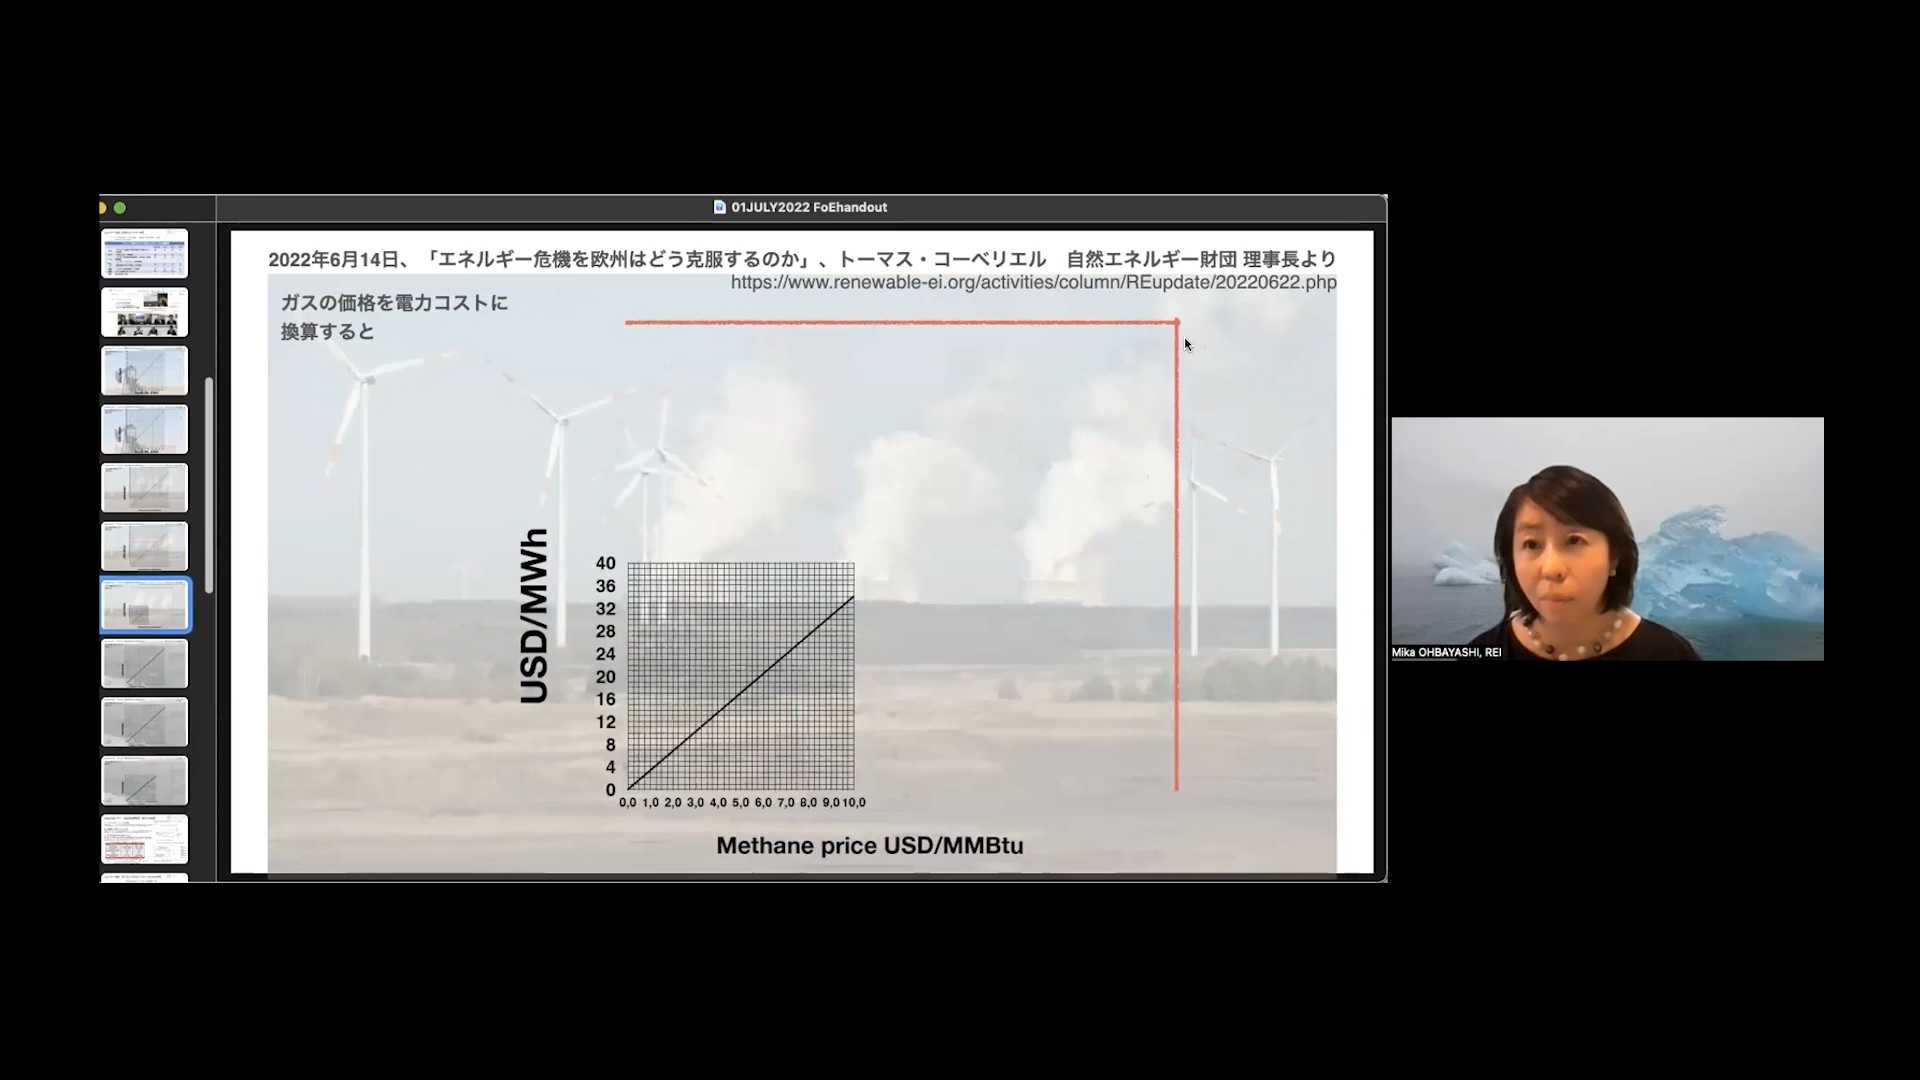 01JULY2022 FoEhandout
2022年6月14日、「エネルギー危機を欧州はどう克服するのか」、トーマス・コーベリエル　自然エネルギー財団 理事長より
https://www.renewable-ei.org/activities/column/REupdate/20220622.php
ガスの価格を電力コストに
換算すると
USD/MWh
40
36
32
28
24
20
16
12
8
4
0
0,0 1,0 2,0 3,0 4,0 5,0 6,0 7,0 8,0 9,0 10,0
Methane price USD/MMBtu
Mika OHBAYASHI, REI